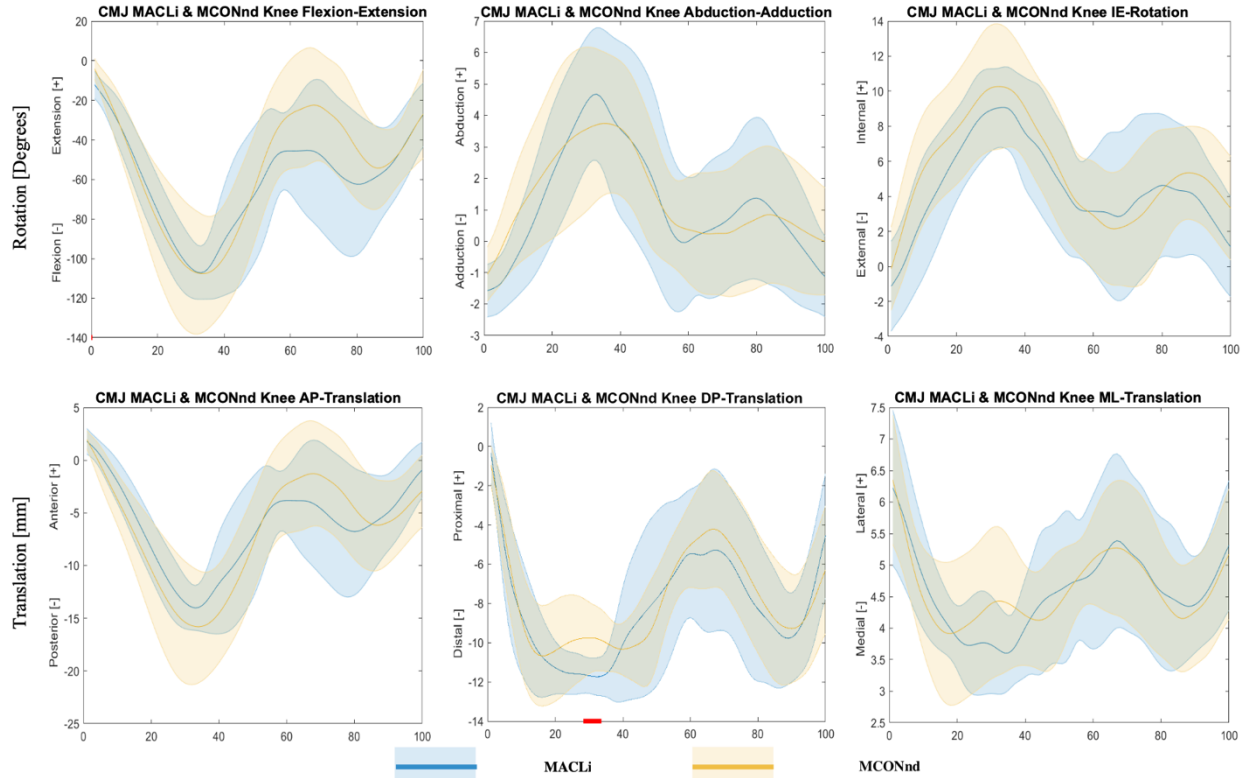 CMJ MACLi & MCONnd Knee Flexion-Extension
CMJ MACLi & MCONnd Knee Abduction-Adduction
CMJ MACLi & MCONnd Knee IE-Rotation
Rotation [Degrees]
Flexion [-] Extension [+]
20
0
-20
-40
-60
-80
-100
-120
-140
0 20 40 60 80 100
Adduction [-] Abduction [+]
7
6
5
4
3
2
1
0
-1
-2
-3
0 20 40 60 80 100
External [-] Internal [+]
14
12
10
8
6
4
2
0
-2
-4
0 20 40 60 80 100
CMJ MACLi & MCONnd Knee AP-Translation
CMJ MACLi & MCONnd Knee DP-Translation
CMJ MACLi & MCONnd Knee ML-Translation
Translation [mm]
Posterior [-] Anterior [+]
5
0
-5
-10
-15
-20
-25
0 20 40 60 80 100
Distal [-] Proximal [+]
2
0
-2
-4
-6
-8
-10
-12
-14
0 20 40 60 80 100
Medial [-] Lateral [+]
7.5
7
6.5
6
5.5
5
4.5
4
3.5
3
2.5
0 20 40 60 80 100
MACLi
MCONnd